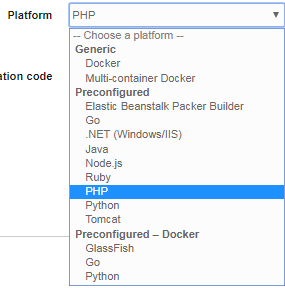 Platform PHP
-- Choose a platform --
Generic
Docker
Multi-container Docker
ation code
Preconfigured
Elastic Beanstalk Packer Builder
Go
.NET (Windows/IIS)
Java
Node.js
Ruby
PHP
Python
Tomcat
Preconfigured – Docker
GlassFish
Go
Python